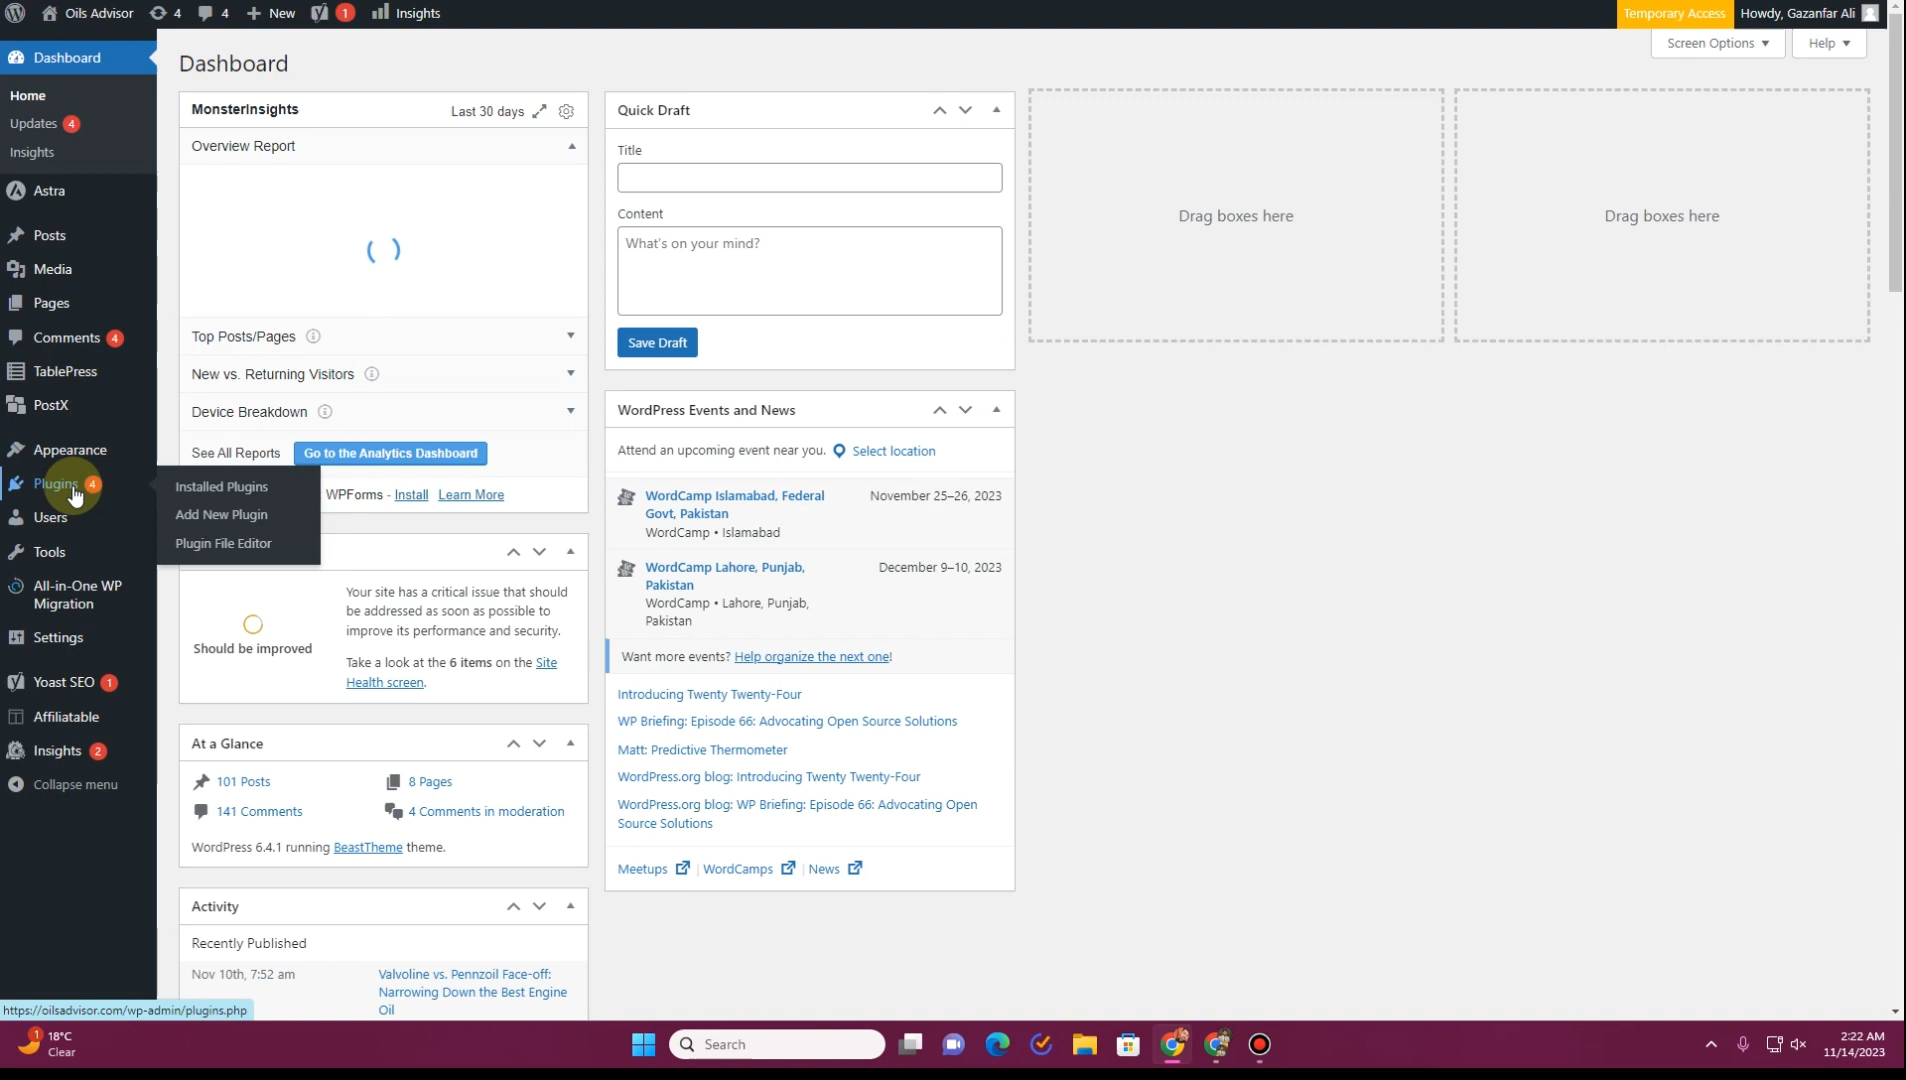 Oils Advisor 4 4 New 1 Insights Temporary Access Howdy, Gazanfar Ali
Screen Options Help
Dashboard
Home
Updates 4
Insights
Astra
Posts
Media
Pages
Comments 4
TablePress
PostX
Appearance
Plugins 4
Users
Tools
All-in-One WP
Migration
Settings
Yoast SEO 1
Affiliatable
Insights 2
Collapse menu
Installed Plugins
Add New Plugin
Plugin File Editor
Dashboard
MonsterInsights Last 30 days
Overview Report
Top Posts/Pages
New vs. Returning Visitors
Device Breakdown
See All Reports Go to the Analytics Dashboard
WPForms - Install Learn More
Should be improved
Your site has a critical issue that should
be addressed as soon as possible to
improve its performance and security.
Take a look at the 6 items on the Site
Health screen.
At a Glance
101 Posts 8 Pages
141 Comments 4 Comments in moderation
WordPress 6.4.1 running BeastTheme theme.
Activity
Recently Published
Nov 10th, 7:52 am Valvoline vs. Pennzoil Face-off:
Narrowing Down the Best Engine
Oil
Quick Draft
Title
Content
What's on your mind?
Save Draft
WordPress Events and News
Attend an upcoming event near you. Select location
WordCamp Islamabad, Federal November 25–26, 2023
Govt, Pakistan
WordCamp • Islamabad
WordCamp Lahore, Punjab, December 9–10, 2023
Pakistan
WordCamp • Lahore, Punjab,
Pakistan
Want more events? Help organize the next one!
Introducing Twenty Twenty-Four
WP Briefing: Episode 66: Advocating Open Source Solutions
Matt: Predictive Thermometer
WordPress.org blog: Introducing Twenty Twenty-Four
WordPress.org blog: WP Briefing: Episode 66: Advocating Open
Source Solutions
Meetups | WordCamps | News
Drag boxes here
Drag boxes here
https://oilsadvisor.com/wp-admin/plugins.php
1 18°C
Clear
Search
2:22 AM
11/14/2023